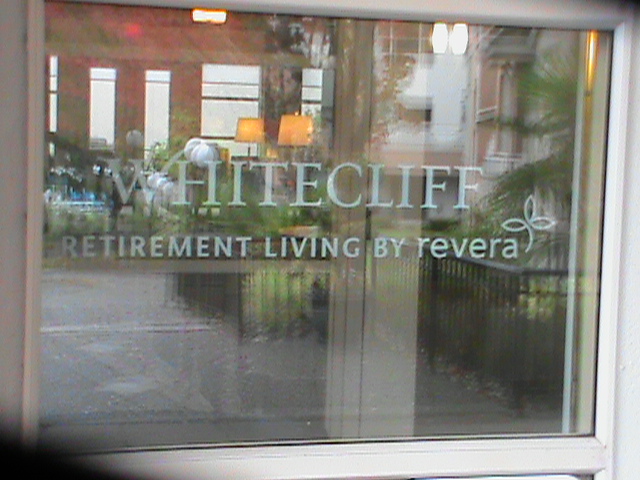 WHITECLIFF
RETIREMENT LIVING BY revera